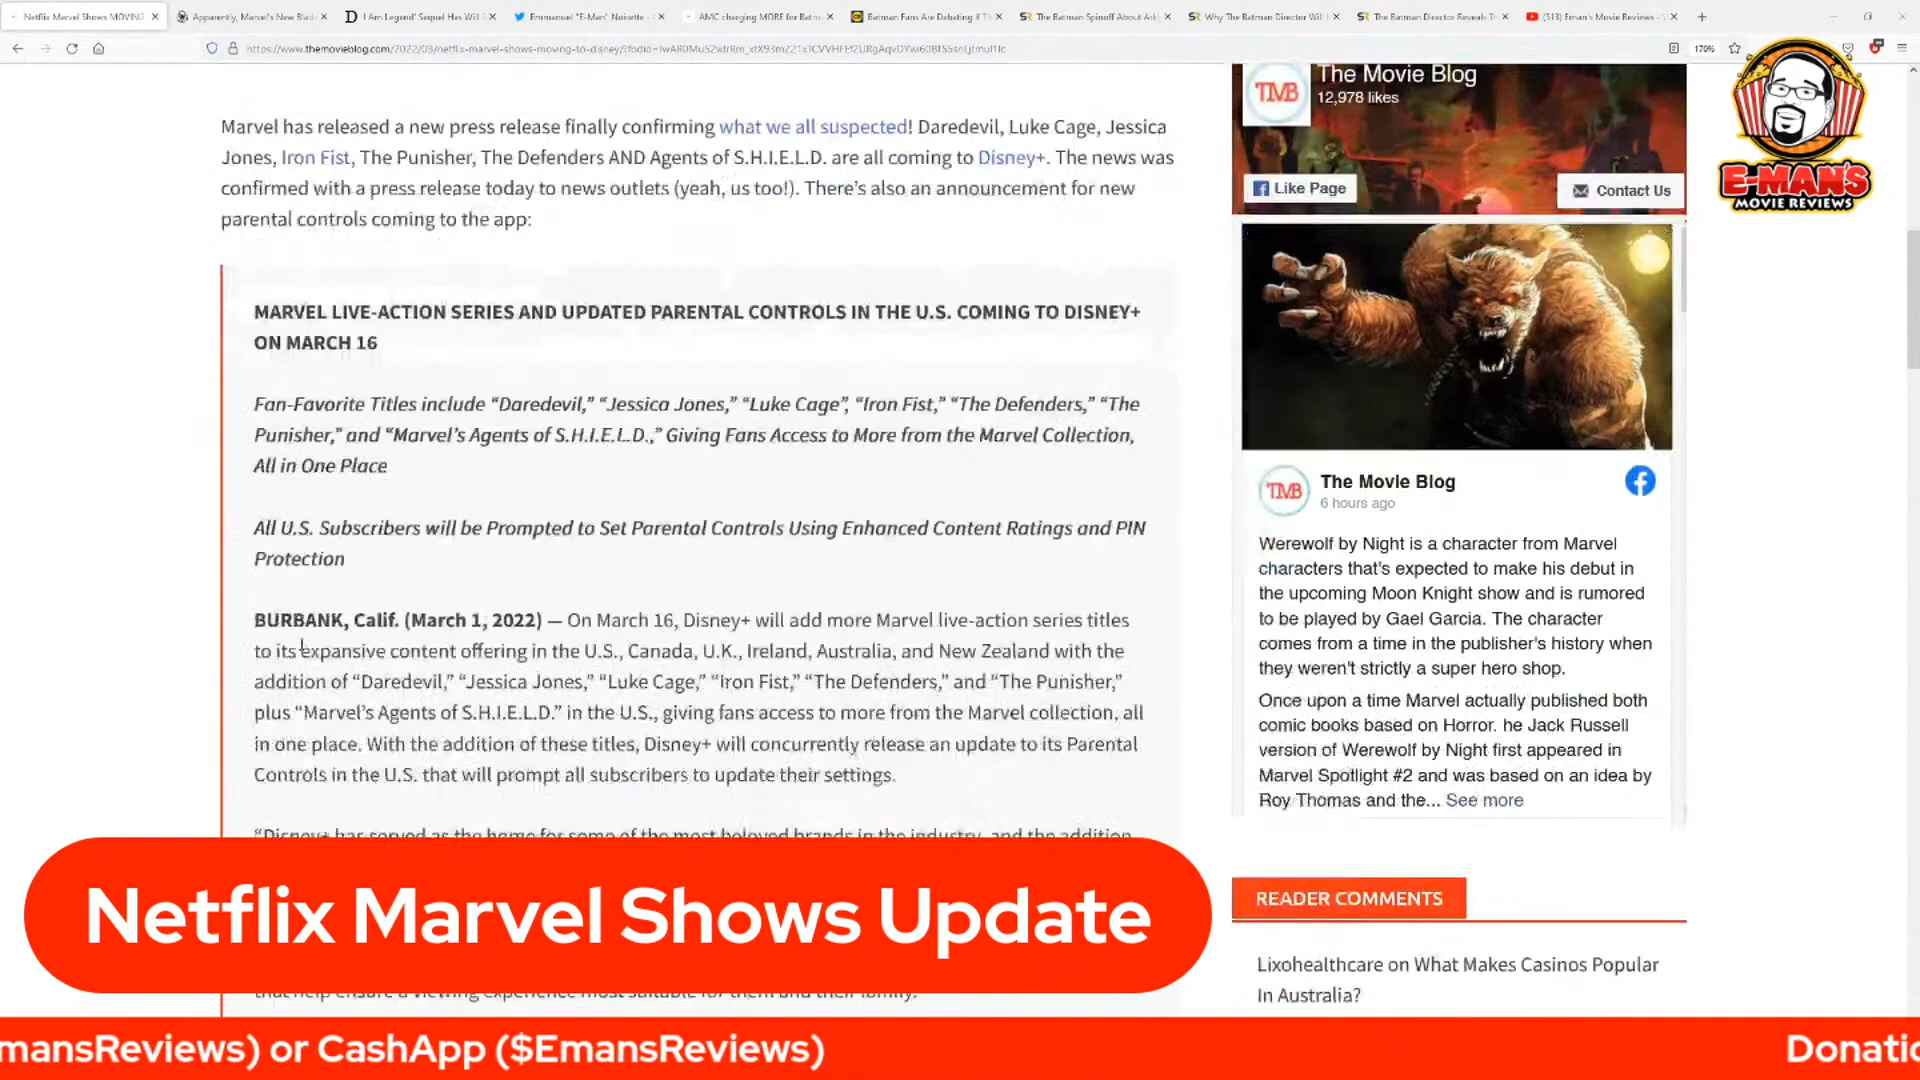 Netflix Marvel Shows MOVING
Apparently, Marvel's New Blade
'I Am Legend' Sequel Has Will S
Emmanuel "E-Man" Noisette
AMC charging MORE for Batm
Batman Fans Are Debating If Th
The Batman Spinoff About Ark
Why The Batman Director Will
The Batman Director Reveals Th
(513) Eman's Movie Reviews - Y
170%
Marvel has released a new press release finally confirming what we all suspected! Daredevil, Luke Cage, Jessica
Jones, Iron Fist, The Punisher, The Defenders AND Agents of S.H.I.E.L.D. are all coming to Disney+. The news was
confirmed with a press release today to news outlets (yeah, us too!). There's also an announcement for new
parental controls coming to the app:
MARVEL LIVE-ACTION SERIES AND UPDATED PARENTAL CONTROLS IN THE U.S. COMING TO DISNEY+
ON MARCH 16
Fan-Favorite Titles include “Daredevil,” “Jessica Jones,” “Luke Cage”, “Iron Fist,” “The Defenders,” “The
Punisher,” and “Marvel’s Agents of S.H.I.E.L.D.,” Giving Fans Access to More from the Marvel Collection,
All in One Place
All U.S. Subscribers will be Prompted to Set Parental Controls Using Enhanced Content Ratings and PIN
Protection
BURBANK, Calif. (March 1, 2022) — On March 16, Disney+ will add more Marvel live-action series titles
to its expansive content offering in the U.S., Canada, U.K., Ireland, Australia, and New Zealand with the
addition of “Daredevil,” “Jessica Jones,” “Luke Cage,” “Iron Fist,” “The Defenders,” and “The Punisher,”
plus “Marvel’s Agents of S.H.I.E.L.D.” in the U.S., giving fans access to more from the Marvel collection, all
in one place. With the addition of these titles, Disney+ will concurrently release an update to its Parental
Controls in the U.S. that will prompt all subscribers to update their settings.
“Disney+ has served as the home for some of the most beloved brands in the industry, and the addition
that help ensure a viewing experience most suitable for them and their family.
TMB
The Movie Blog
12,978 likes
Like Page
Contact Us
E-MAN'S
MOVIE REVIEWS
TMB
The Movie Blog
6 hours ago
Werewolf by Night is a character from Marvel
characters that's expected to make his debut in
the upcoming Moon Knight show and is rumored
to be played by Gael Garcia. The character
comes from a time in the publisher's history when
they weren't strictly a super hero shop.
Once upon a time Marvel actually published both
comic books based on Horror. he Jack Russell
version of Werewolf by Night first appeared in
Marvel Spotlight #2 and was based on an idea by
Roy Thomas and the... See more
READER COMMENTS
Lixohealthcare on What Makes Casinos Popular
In Australia?
Netflix Marvel Shows Update
mansReviews) or CashApp ($EmansReviews)
Donatio